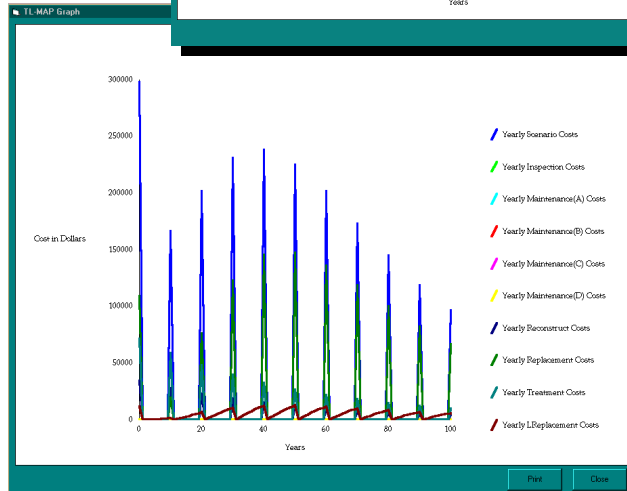 Years
TL-MAP Graph
300000
250000
200000
150000
100000
50000
0
Cost in Dollars
0 20 40 60 80 100
Years
Yearly Scenario Costs
Yearly Inspection Costs
Yearly Maintenance(A) Costs
Yearly Maintenance(B) Costs
Yearly Maintenance(C) Costs
Yearly Maintenance(D) Costs
Yearly Reconstruct Costs
Yearly Replacement Costs
Yearly Treatment Costs
Yearly LReplacement Costs
Print Close